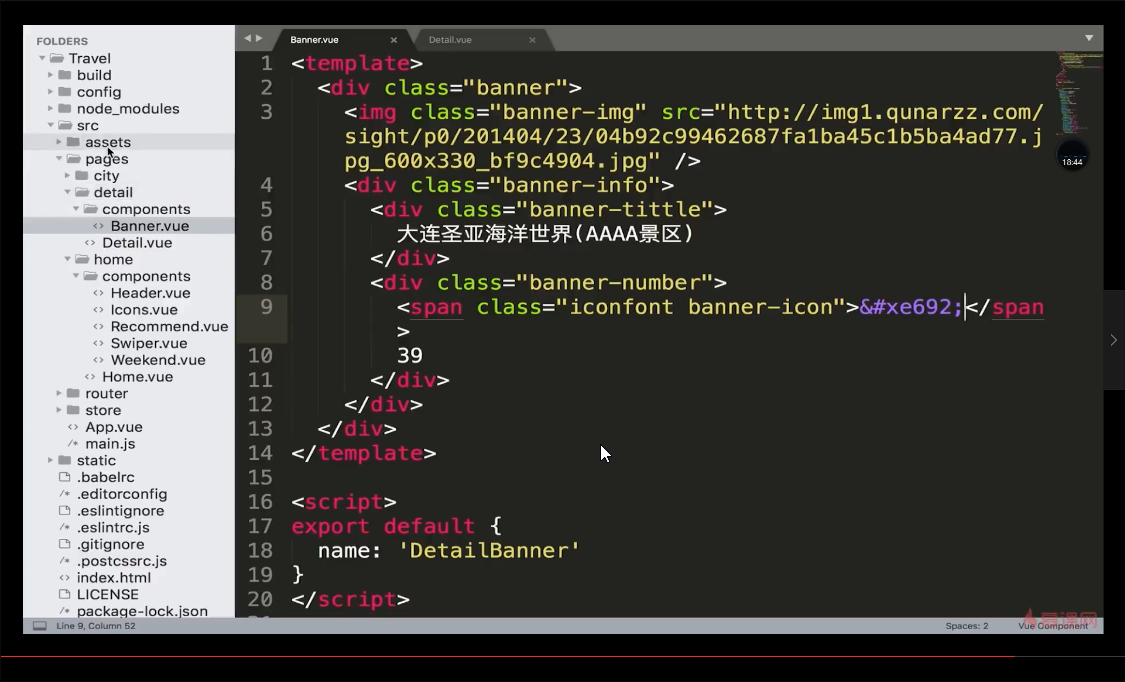 FOLDERS
Travel
build
config
node_modules
src
assets
pages
city
detail
components
Banner.vue
Detail.vue
home
components
Header.vue
Icons.vue
Recommend.vue
Swiper.vue
Weekend.vue
Home.vue
router
store
App.vue
main.js
static
.babelrc
.editorconfig
.eslintignore
.eslintrc.js
.gitignore
.postcssrc.js
index.html
LICENSE
package-lock.json
Banner.vue
Detail.vue
1 <template>
2 <div class="banner">
3 <img class="banner-img" src="http://img1.qunarzz.com/
sight/p0/201404/23/04b92c99462687fa1ba45c1b5ba4ad77.j
pg_600x330_bf9c4904.jpg" />
4 <div class="banner-info">
5 <div class="banner-tittle">
6 大连圣亚海洋世界(AAAA景区)
7 </div>
8 <div class="banner-number">
9 <span class="iconfont banner-icon">&#xe692;</span
>
10 39
11 </div>
12 </div>
13 </div>
14 </template>
15
16 <script>
17 export default {
18 name: 'DetailBanner'
19 }
20 </script>
18:44
Line 9, Column 52
Spaces: 2
Vue Component